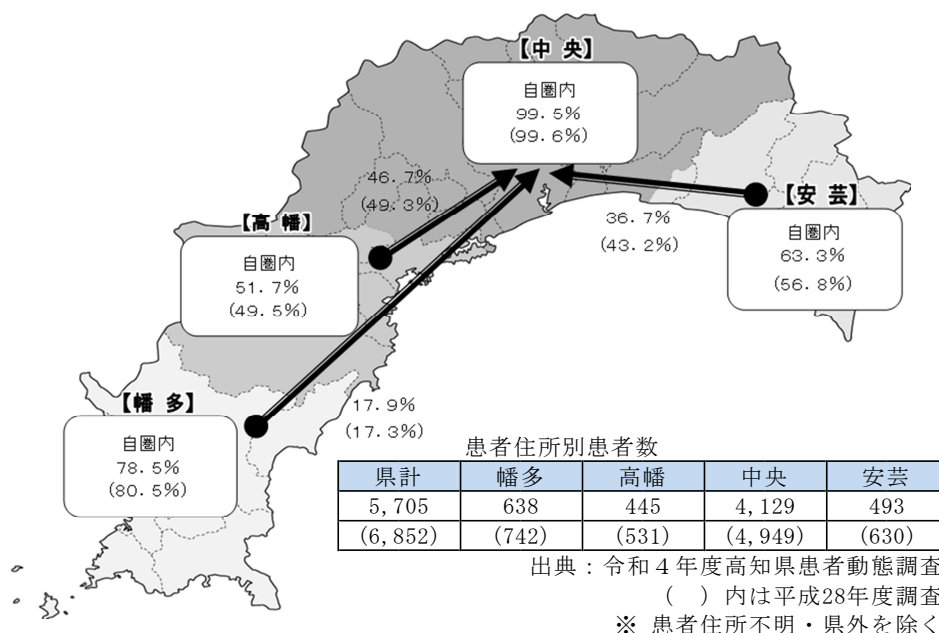 【中 央】
自圏内
99.5%
(99.6%)
46.7%
(49.3%)
【高 幡】
自圏内
51.7%
(49.5%)
36.7%
(43.2%)
【安 芸】
自圏内
63.3%
(56.8%)
【幡 多】
自圏内
78.5%
(80.5%)
17.9%
(17.3%)
患者住所別患者数
県計 幡多 高幡 中央 安芸
5,705 638 445 4,129 493
(6,852) (742) (531) (4,949) (630)
出典：令和４年度高知県患者動態調査
（　）内は平成28年度調査
※ 患者住所不明・県外を除く